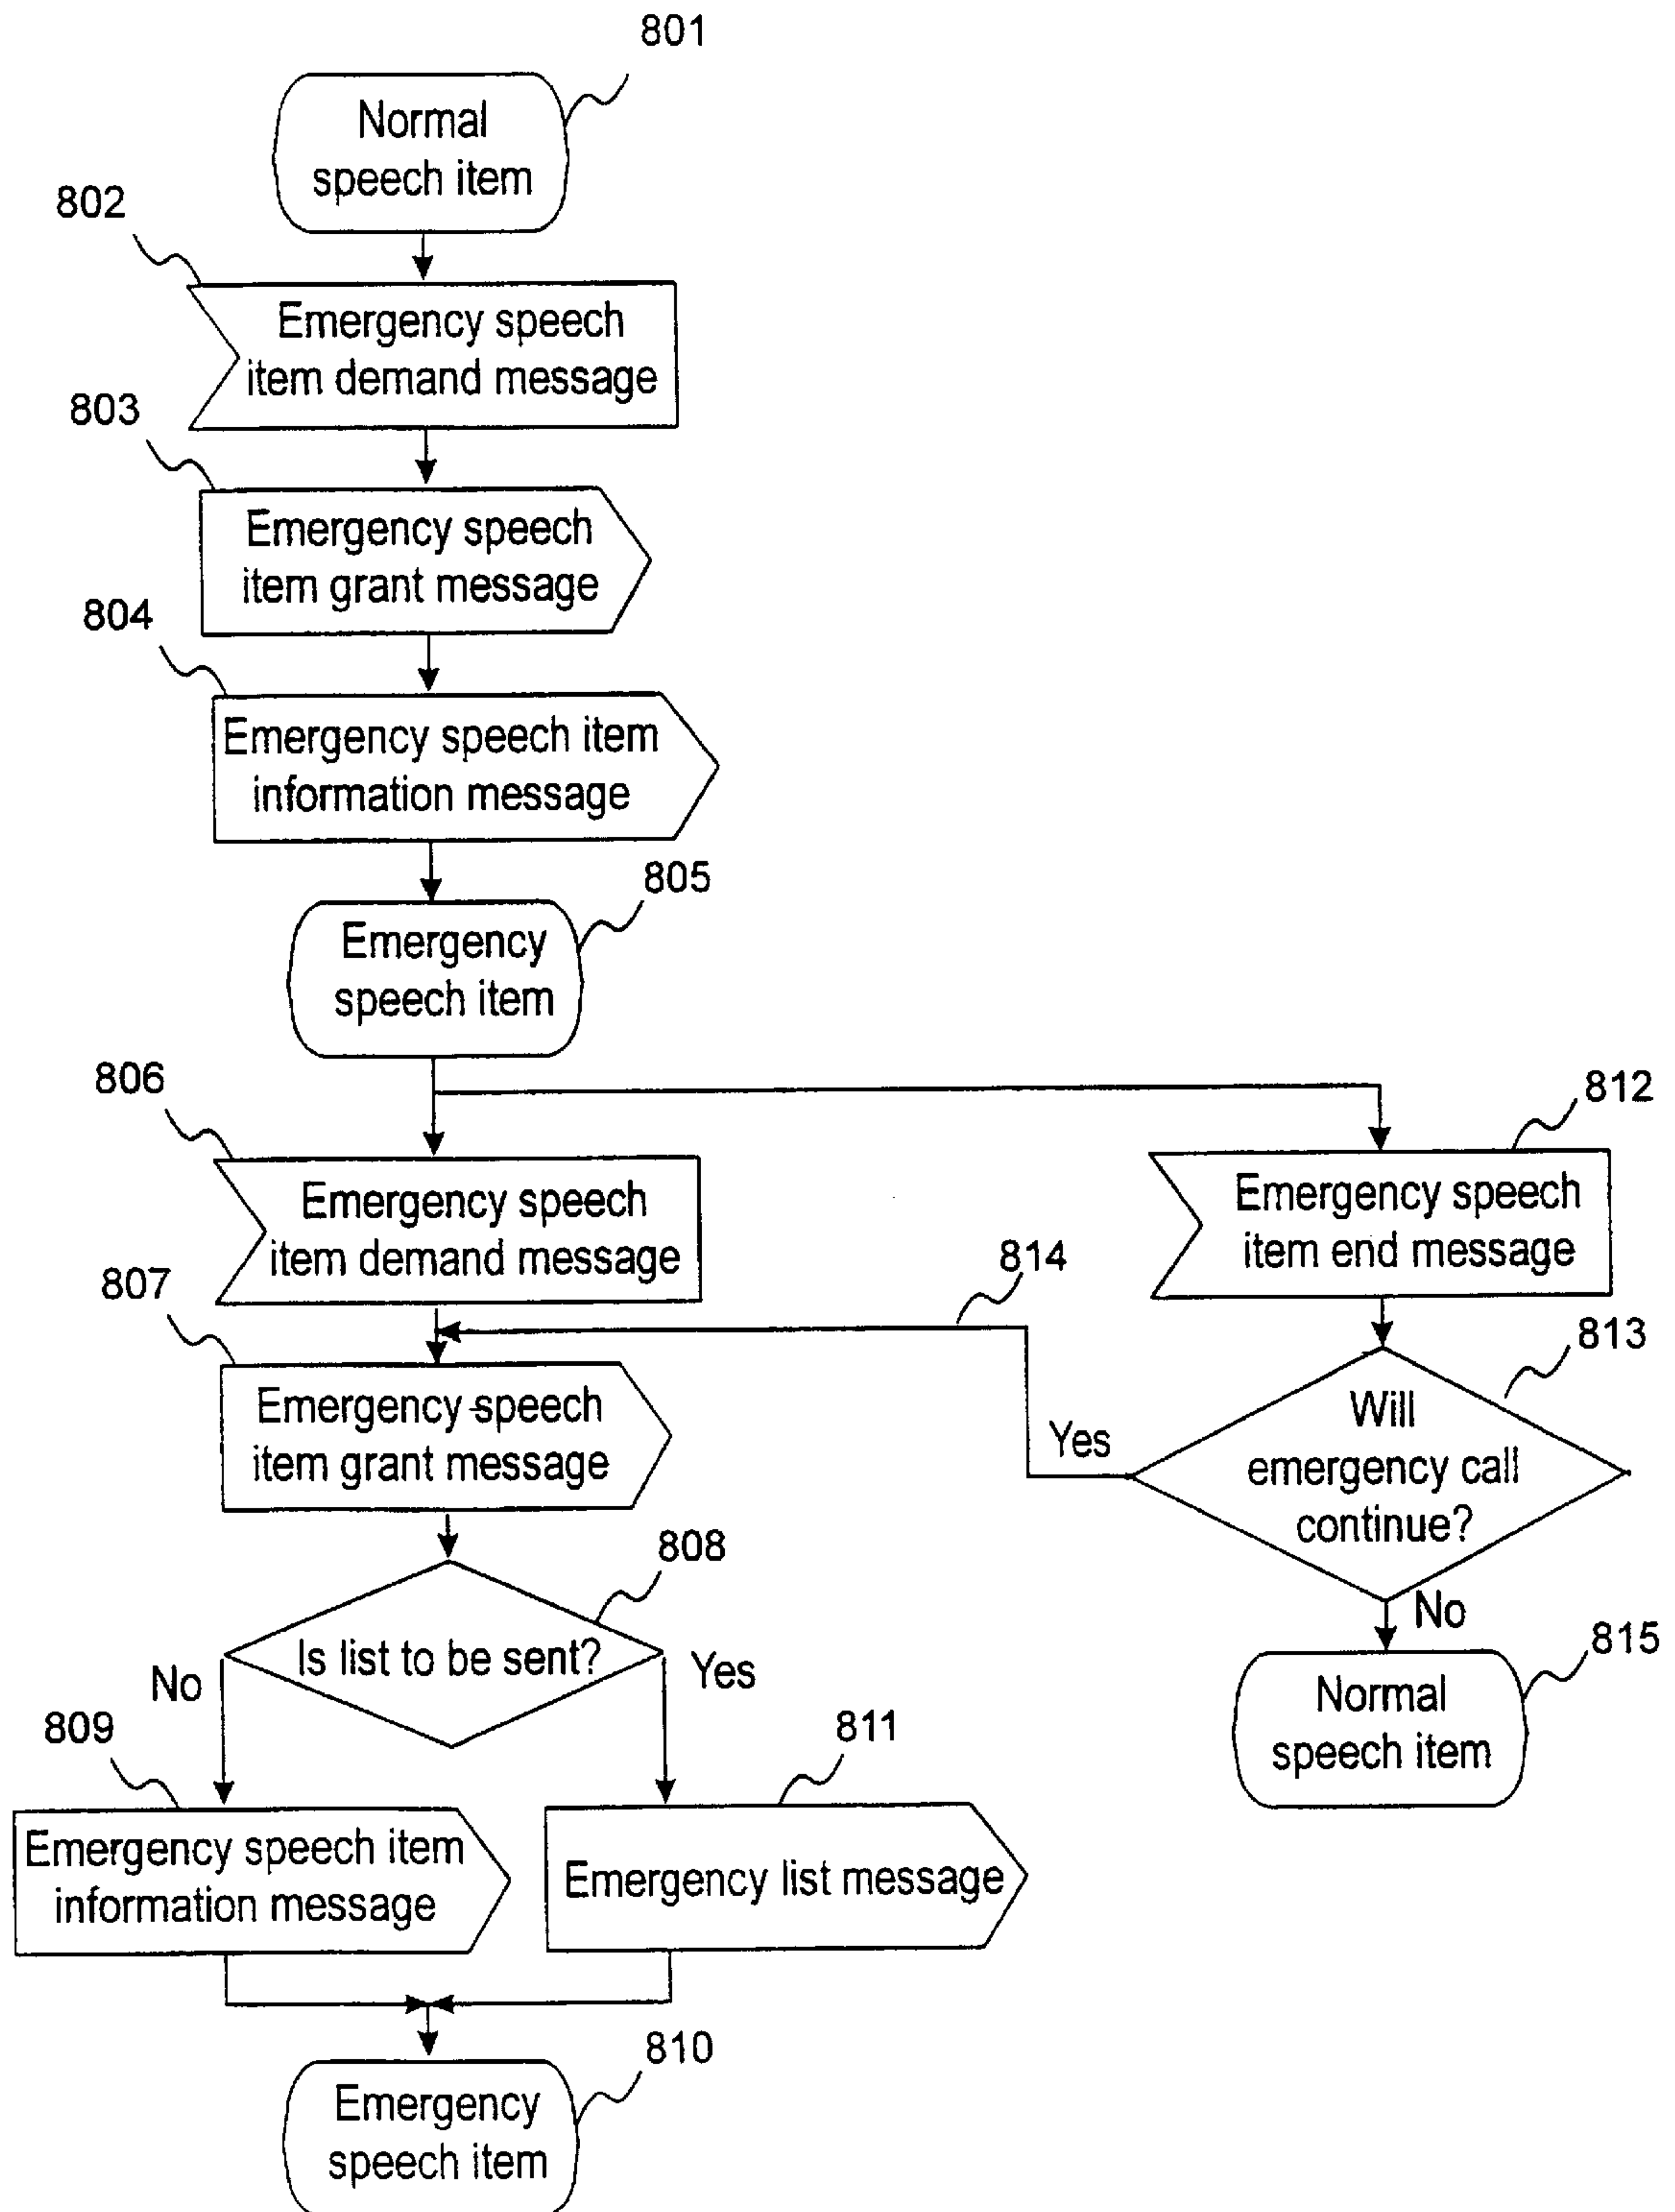 801
Normal
speech item
802
Emergency speech
item demand message
803
Emergency speech
item grant message
804
Emergency speech item
information message
805
Emergency
speech item
806
Emergency speech
item demand message
812
Emergency speech
item end message
814
807
Emergency speech
item grant message
813
Will
emergency call
continue?
Yes
No
808
Is list to be sent?
No
Yes
815
Normal
speech item
809
Emergency speech item
information message
811
Emergency list message
810
Emergency
speech item